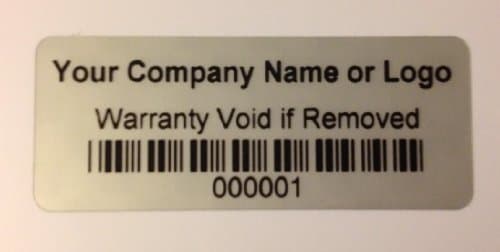 Your Company Name or Logo
Warranty Void if Removed
000001